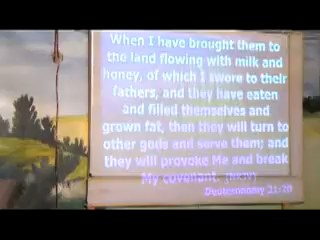 When I have brought them to
the land flowing with milk and
honey, of which I swore to their
fathers, and they have eaten
and filled themselves and
grown fat, then they will turn to
other gods and serve them; and
they will provoke Me and break
My covenant. (NKJV)
Deuteronomy 31:20